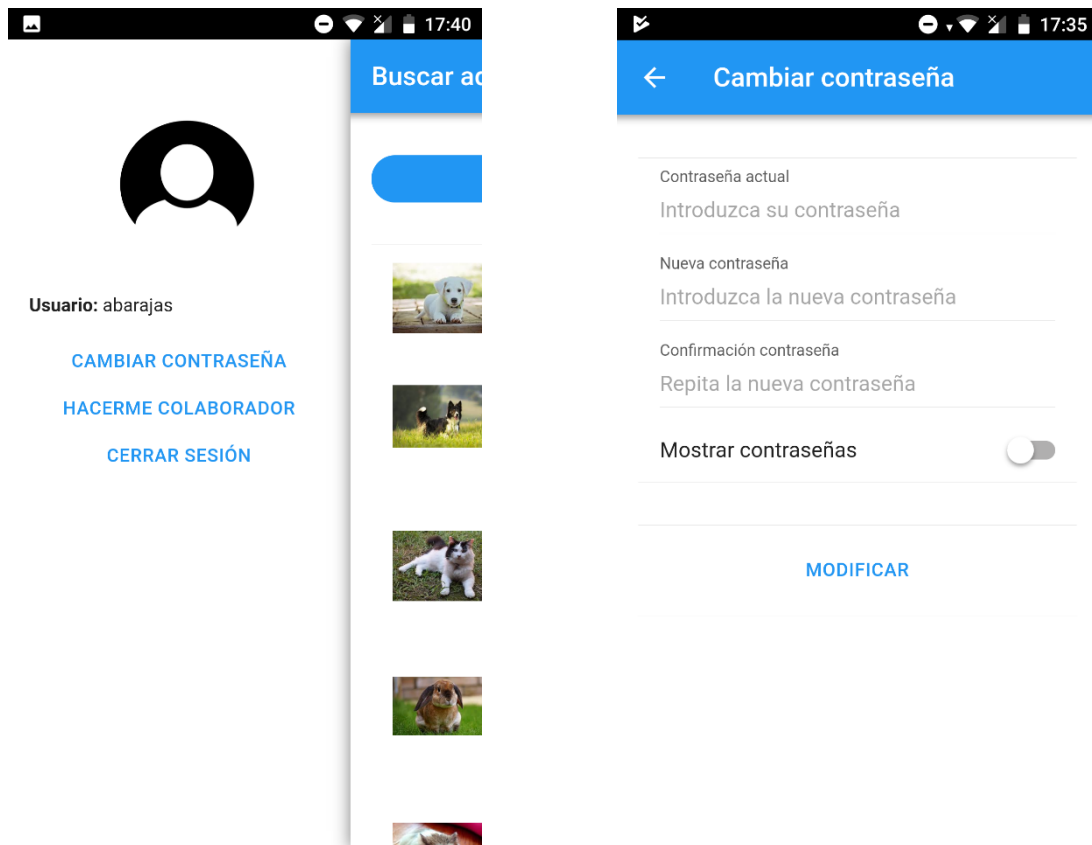 17:40
Buscar
Usuario: abarajas
CAMBIAR CONTRASEÑA
HACERME COLABORADOR
CERRAR SESIÓN
17:35
Cambiar contraseña
Contraseña actual
Introduzca su contraseña
Nueva contraseña
Introduzca la nueva contraseña
Confirmación contraseña
Repita la nueva contraseña
Mostrar contraseñas
MODIFICAR